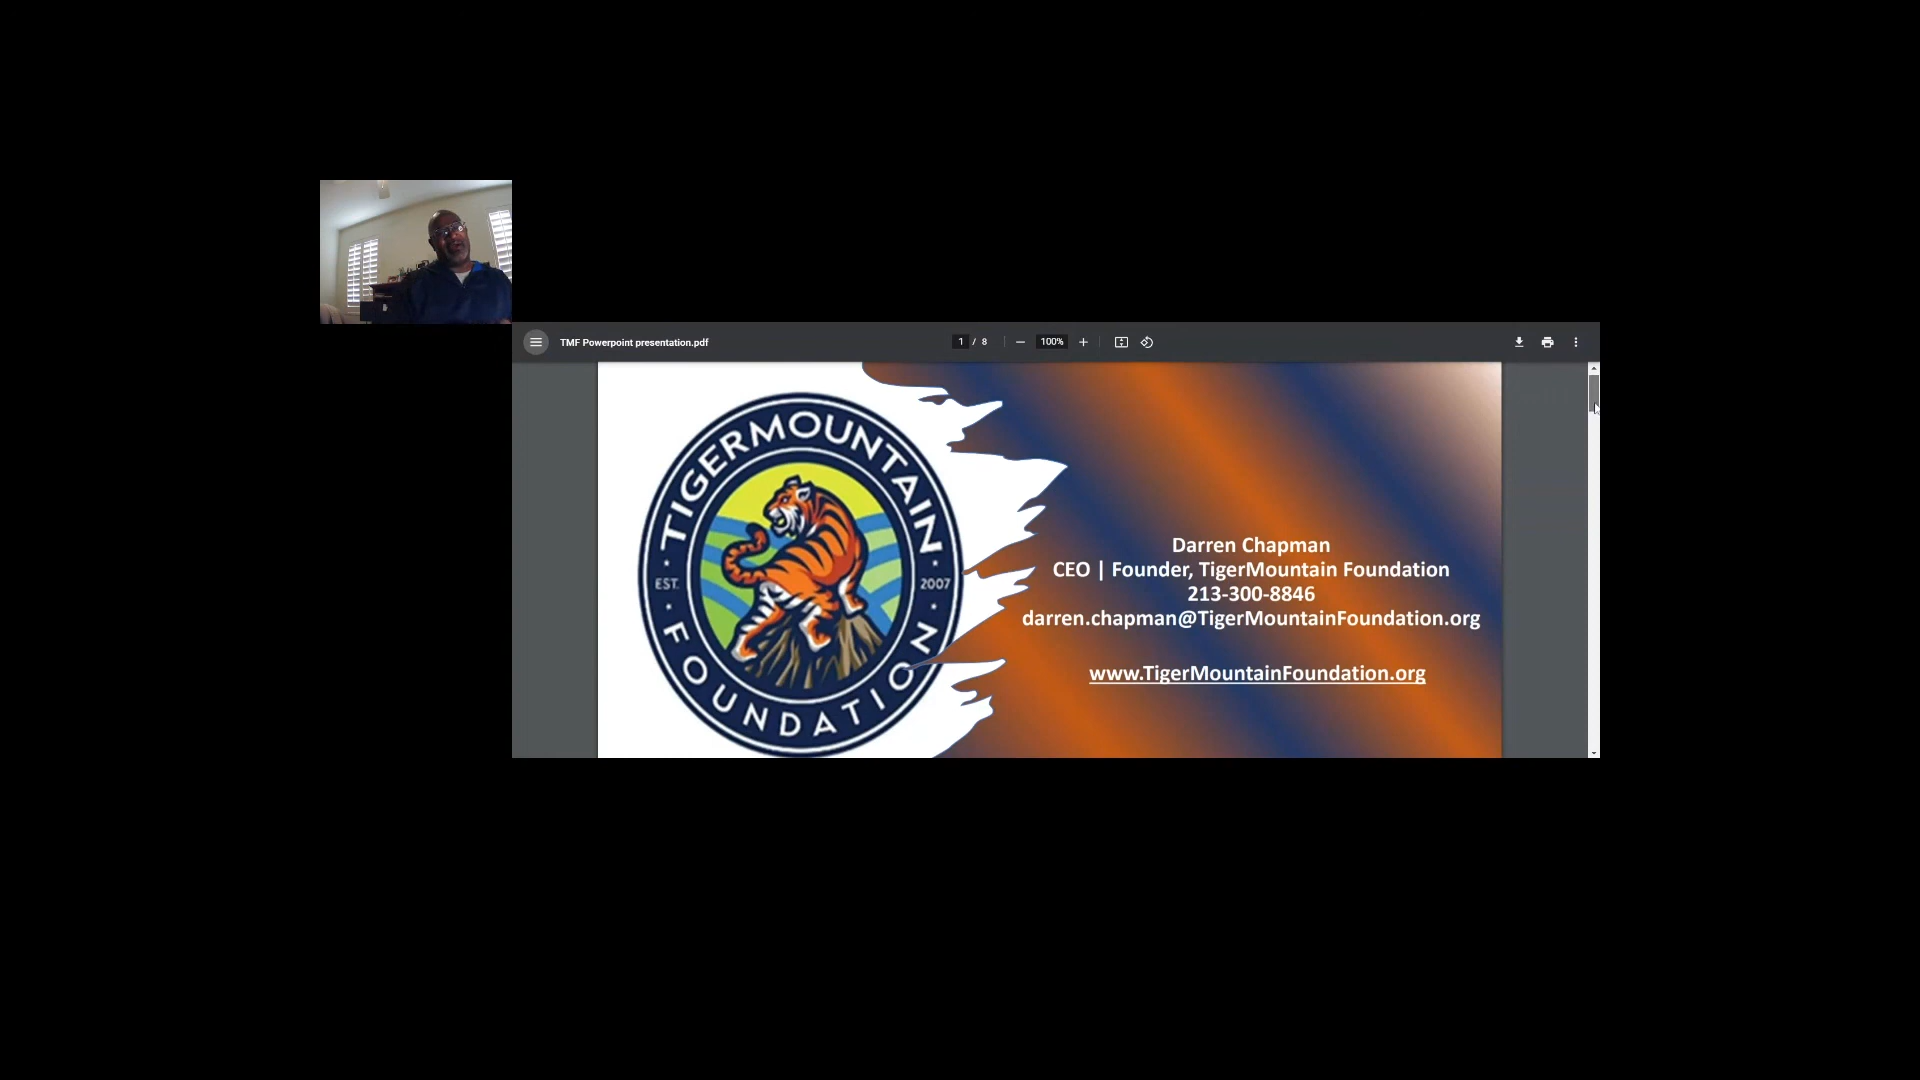 TMF Powerpoint presentation.pdf
1 / 8
100%
TIGERMOUNTAIN
EST. 2007
FOUNDATION
Darren Chapman
CEO | Founder, TigerMountain Foundation
213-300-8846
darren.chapman@TigerMountainFoundation.org
www.TigerMountainFoundation.org